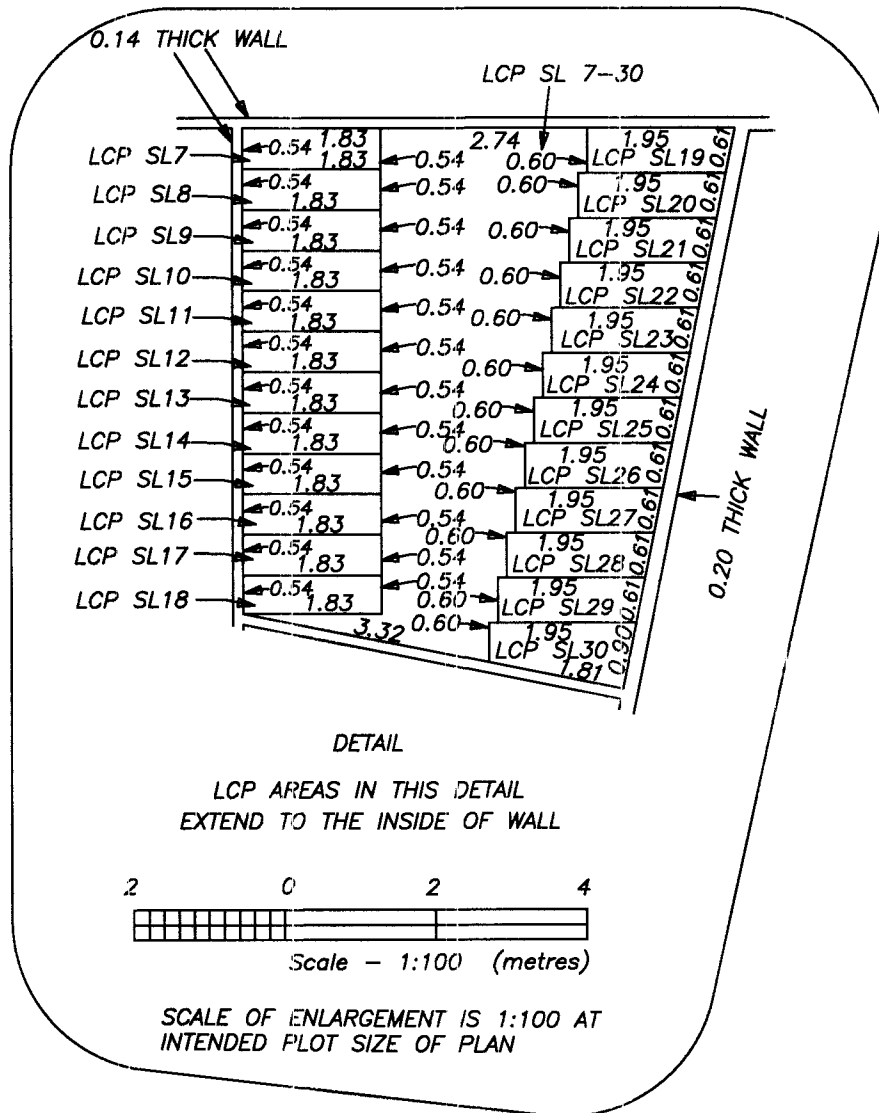 0.14 THICK WALL
LCP SL 7-30
1.83
2.74
1.95
0.61
LCP SL7
0.54
1.83
0.54
0.60
LCP SL19
LCP SL8
0.54
1.83
0.54
0.60
1.95
LCP SL20
0.61
LCP SL9
0.54
1.83
0.54
0.60
1.95
LCP SL21
0.61
LCP SL10
0.54
1.83
0.54
0.60
1.95
LCP SL22
0.61
LCP SL11
0.54
1.83
0.54
0.60
1.95
LCP SL23
0.61
LCP SL12
0.54
1.83
0.54
0.60
1.95
LCP SL24
0.61
LCP SL13
0.54
1.83
0.54
0.60
1.95
LCP SL25
0.61
LCP SL14
0.54
1.83
0.54
0.60
1.95
LCP SL26
0.61
LCP SL15
0.54
1.83
0.54
0.60
1.95
LCP SL27
0.61
LCP SL16
0.54
1.83
0.54
0.60
1.95
LCP SL28
0.61
LCP SL17
0.54
1.83
0.54
0.60
1.95
LCP SL29
0.61
LCP SL18
0.54
1.83
0.54
0.60
1.95
LCP SL30
0.90
3.32
1.81
0.20 THICK WALL
DETAIL
LCP AREAS IN THIS DETAIL
EXTEND TO THE INSIDE OF WALL
2 0 2 4
Scale - 1:100 (metres)
SCALE OF ENLARGEMENT IS 1:100 AT
INTENDED PLOT SIZE OF PLAN